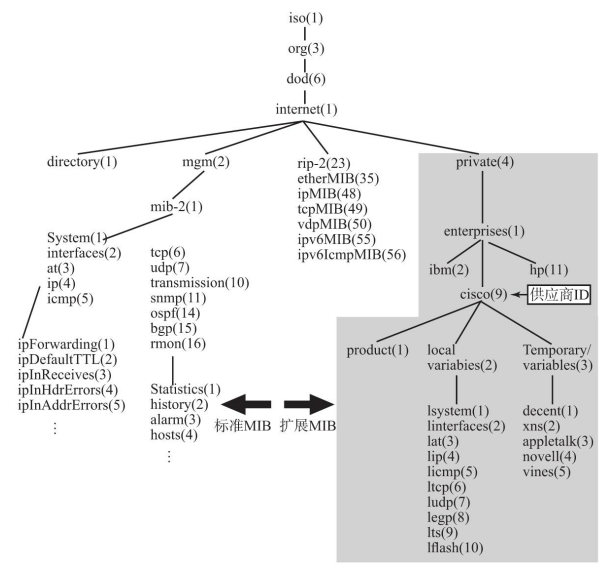 iso(1)
org(3)
dod(6)
internet(1)
directory(1)
mgm(2)
rip-2(23)
etherMIB(35)
ipMIB(48)
tcpMIB(49)
vdpMIB(50)
ipv6MIB(55)
ipv6IcmpMIB(56)
private(4)
mib-2(1)
enterprises(1)
System(1)
interfaces(2)
at(3)
ip(4)
icmp(5)
tcp(6)
udp(7)
transmission(10)
snmp(11)
ospf(14)
bgp(15)
rmon(16)
ibm(2)
hp(11)
cisco(9)
供应商ID
ipForwarding(1)
ipDefaultTTL(2)
ipInReceives(3)
ipInHdrErrors(4)
ipInAddrErrors(5)
⋮
Statistics(1)
history(2)
alarm(3)
hosts(4)
⋮
标准MIB
扩展MIB
product(1)
local
variables(2)
Temporary/
variables(3)
lsystem(1)
linterfaces(2)
lat(3)
lip(4)
licmp(5)
ltcp(6)
ludp(7)
legp(8)
lts(9)
lflash(10)
decent(1)
xns(2)
appletalk(3)
novell(4)
vines(5)